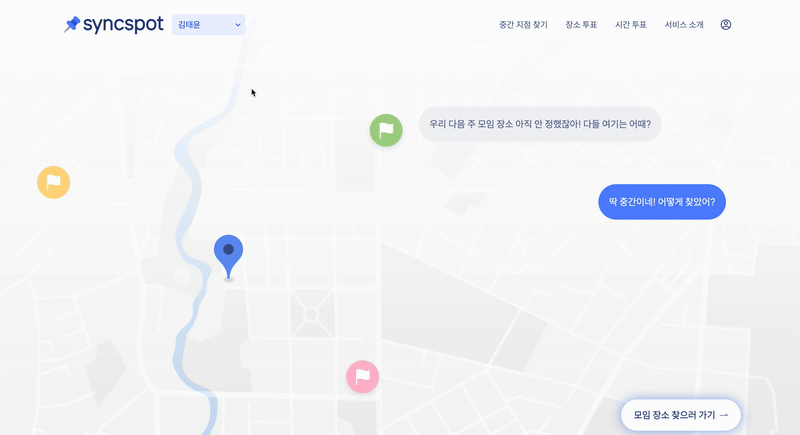 syncspot
김태윤
중간 지점 찾기
장소 투표
시간 투표
서비스 소개
우리 다음 주 모임 장소 아직 안 정했잖아! 다들 여기는 어때?
딱 중간이네! 어떻게 찾았어?
모임 장소 찾으러 가기 →